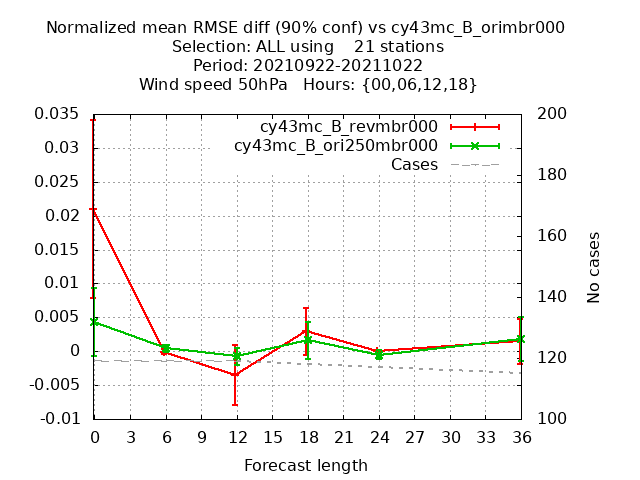 Normalized mean RMSE diff (90% conf) vs cy43mc_B_orimbr000
Selection: ALL using    21 stations
Period: 20210922-20211022
Wind speed 50hPa   Hours: {00,06,12,18}
0.035
0.03
0.025
0.02
0.015
0.01
0.005
0
-0.005
-0.01
cy43mc_B_revmbr000
cy43mc_B_ori250mbr000
Cases
200
180
160
140
120
100
No cases
0 3 6 9 12 15 18 21 24 27 30 33 36
Forecast length